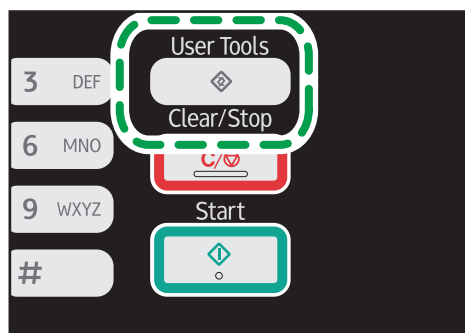 User Tools
3 DEF
Clear/Stop
6 MNO
C/
9 WXYZ
Start
#